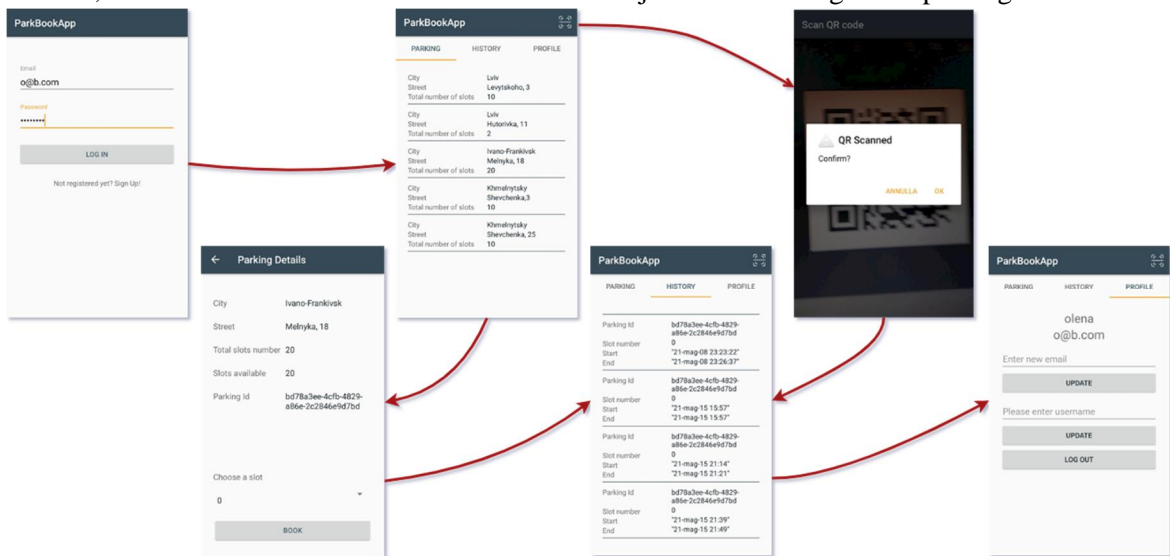 ParkBookApp
Email
o@b.com
Password
LOG IN
Not registered yet? Sign Up!
ParkBookApp
PARKING HISTORY PROFILE
City Lviv
Street Levytskoho, 3
Total number of slots 10
City Lviv
Street Hutorivka, 11
Total number of slots 2
City Ivano-Frankivsk
Street Melnyka, 18
Total number of slots 20
City Khmelnytsky
Street Shevchenka,3
Total number of slots 10
City Khmelnytsky
Street Shevchenka, 25
Total number of slots 10
Scan QR code
QR Scanned
Confirm?
ANNULLA OK
← Parking Details
City Ivano-Frankivsk
Street Melnyka, 18
Total slots number 20
Slots available 20
Parking Id bd78a3ee-4cfb-4829-
a86e-2c2846e9d7bd
Choose a slot
0
BOOK
ParkBookApp
PARKING HISTORY PROFILE
Parking Id bd78a3ee-4cfb-4829-
a86e-2c2846e9d7bd
Slot number 0
Start "21-mag-08 23:23:22"
End "21-mag-08 23:26:37"
Parking Id bd78a3ee-4cfb-4829-
a86e-2c2846e9d7bd
Slot number 0
Start "21-mag-15 15:57"
End "21-mag-15 15:57"
Parking Id bd78a3ee-4cfb-4829-
a86e-2c2846e9d7bd
Slot number 0
Start "21-mag-15 21:14"
End "21-mag-15 21:21"
Parking Id bd78a3ee-4cfb-4829-
a86e-2c2846e9d7bd
Slot number 0
Start "21-mag-15 21:39"
End "21-mag-15 21:49"
ParkBookApp
PARKING HISTORY PROFILE
olena
o@b.com
Enter new email
UPDATE
Please enter username
UPDATE
LOG OUT